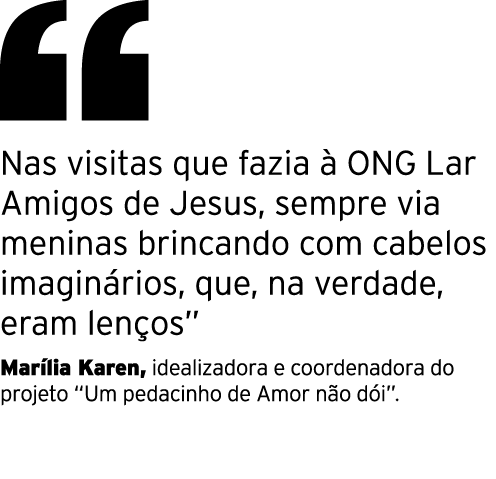 “
Nas visitas que fazia à ONG Lar
Amigos de Jesus, sempre via
meninas brincando com cabelos
imaginários, que, na verdade,
eram lenços”
Marília Karen, idealizadora e coordenadora do
projeto “Um pedacinho de Amor não dói”.